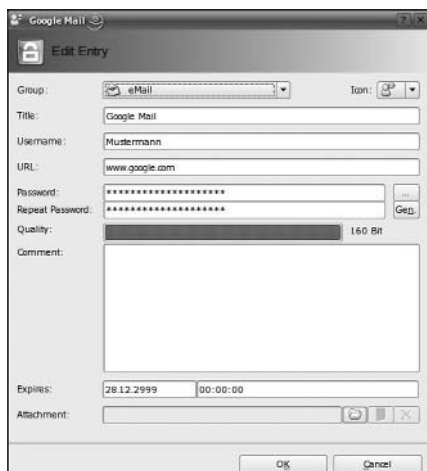 Google Mail
Edit Entry
Group: eMail Icon:
Title: Google Mail
Username: Mustermann
URL: www.google.com
Password: ******************** ...
Repeat Password: ******************** Gen.
Quality: 160 Bit
Comment:
Expires: 28.12.2999 00:00:00
Attachment:
OK Cancel